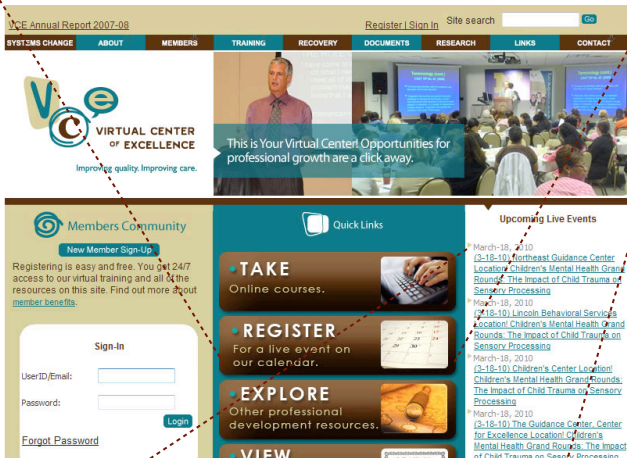 VCE Annual Report 2007-08
Register | Sign In Site search Go
SYSTEMS CHANGE ABOUT MEMBERS TRAINING RECOVERY DOCUMENTS RESEARCH LINKS CONTACT
Vce
VIRTUAL CENTER
OF EXCELLENCE
Improving quality. Improving care.
This is Your Virtual Center! Opportunities for
professional growth are a click away.
Members Community
New Member Sign-Up
Registering is easy and free. You get 24/7
access to our virtual training and all of the
resources on this site. Find out more about
member benefits.
Sign-In
UserID/Email:
Password:
Login
Forgot Password
Quick Links
• TAKE
Online courses.
• REGISTER
For a live event on
our calendar.
• EXPLORE
Other professional
development resources.
• VIEW
Upcoming Live Events
March-18, 2010
(3-18-10) Northeast Guidance Center
Location! Children's Mental Health Grand
Rounds: The Impact of Child Trauma on
Sensory Processing
March-18, 2010
(3-18-10) Lincoln Behavioral Services
Location! Children's Mental Health Grand
Rounds: The Impact of Child Trauma on
Sensory Processing
March-18, 2010
(3-18-10) Children's Center Location!
Children's Mental Health Grand Rounds:
The Impact of Child Trauma on Sensory
Processing
March-18, 2010
(3-18-10) The Guidance Center, Center
for Excellence Location! Children's
Mental Health Grand Rounds: The Impact
of Child Trauma on Sesory Processing